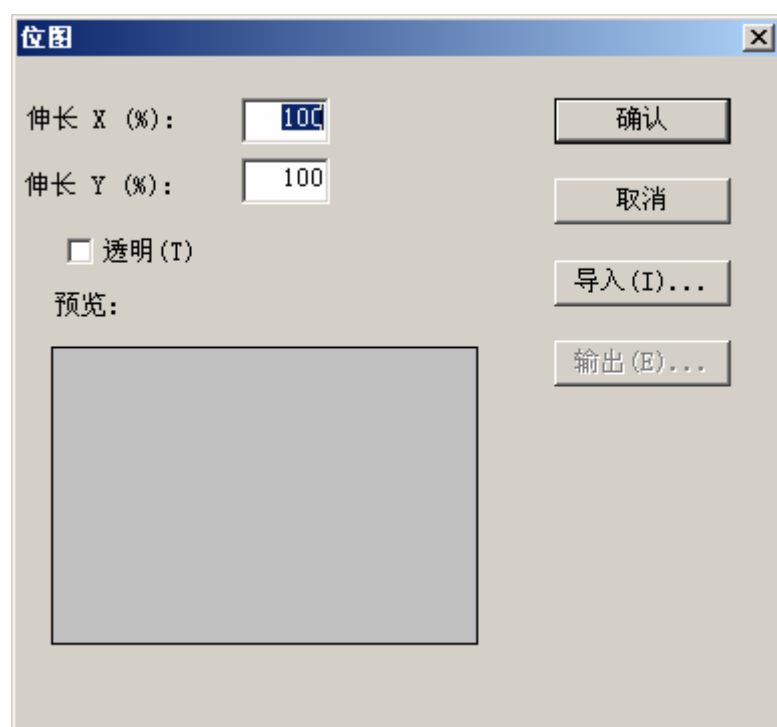 位图
伸长 X (%): 100
确认
伸长 Y (%): 100
取消
透明(T)
导入(I)...
预览:
输出(E)...